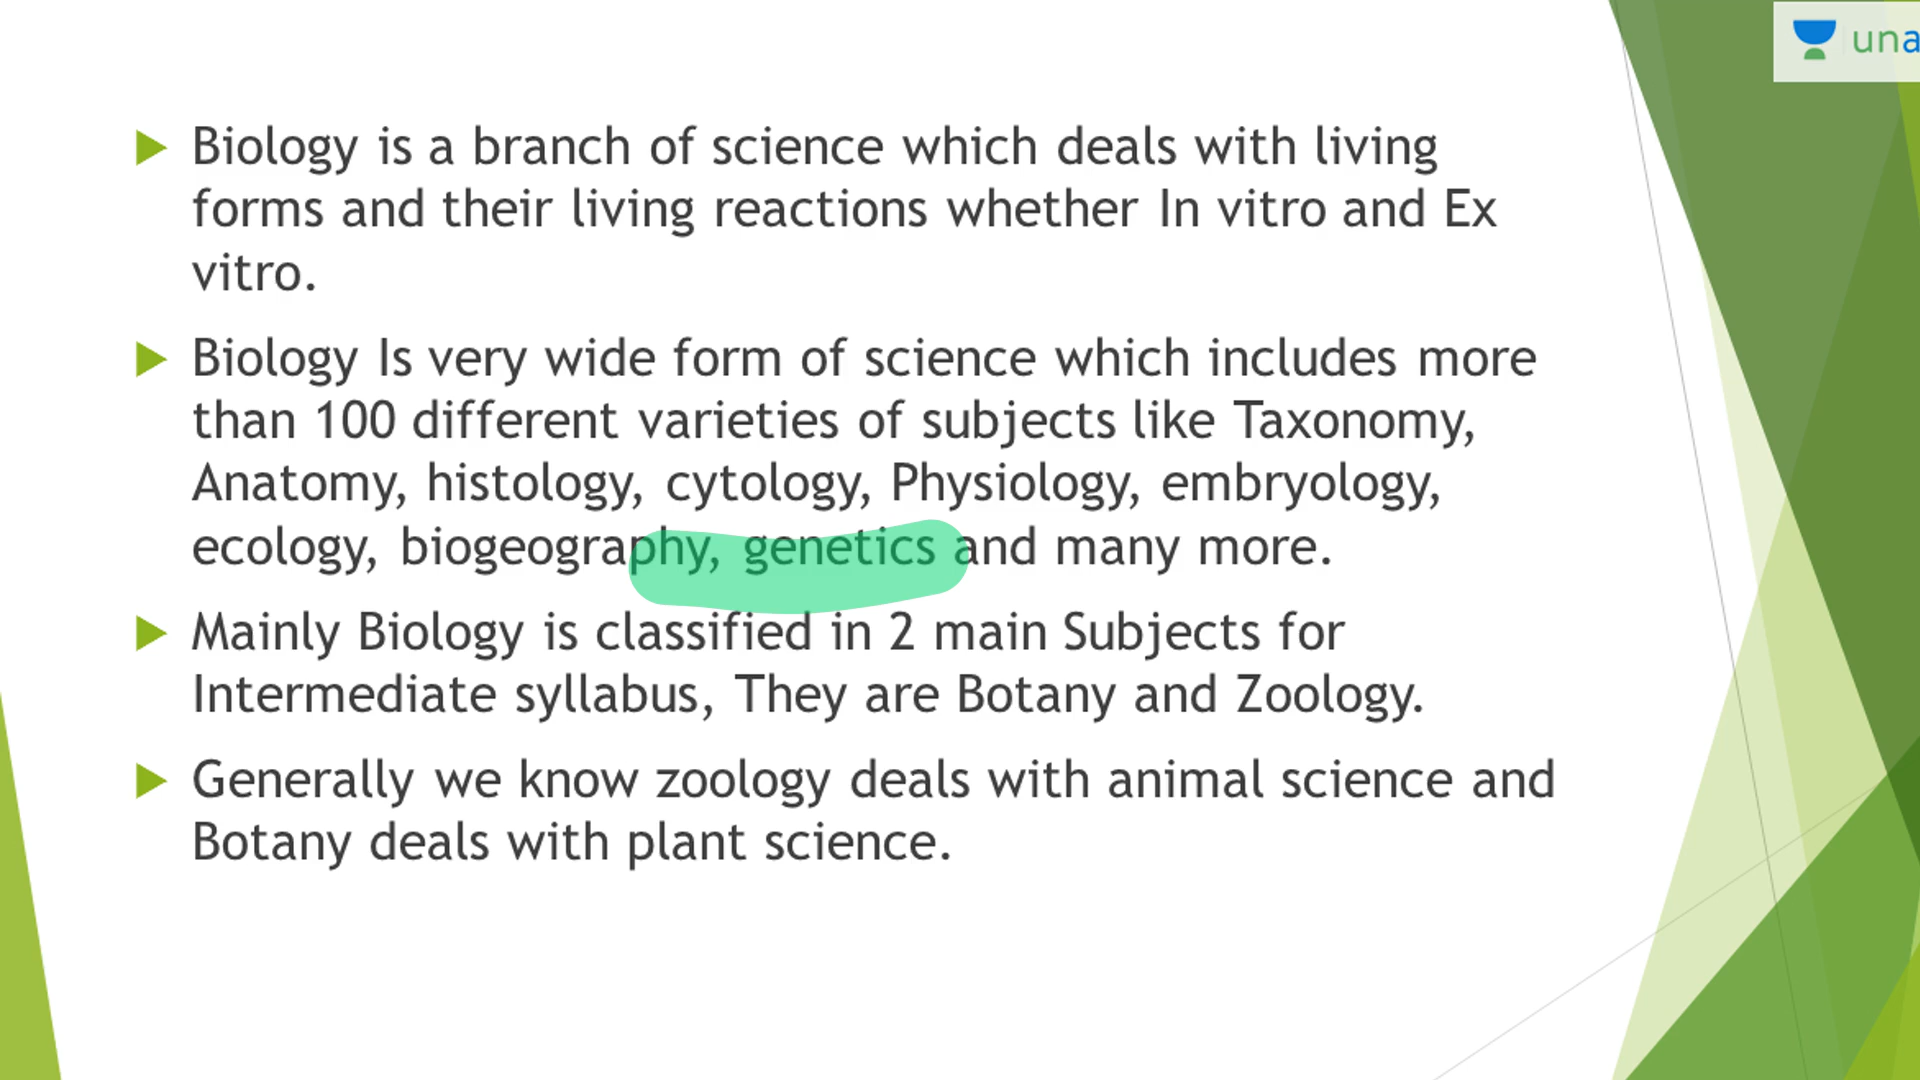 una
Biology is a branch of science which deals with living
forms and their living reactions whether In vitro and Ex
vitro.
Biology Is very wide form of science which includes more
than 100 different varieties of subjects like Taxonomy,
Anatomy, histology, cytology, Physiology, embryology,
ecology, biogeography, genetics and many more.
Mainly Biology is classified in 2 main Subjects for
Intermediate syllabus, They are Botany and Zoology.
Generally we know zoology deals with animal science and
Botany deals with plant science.